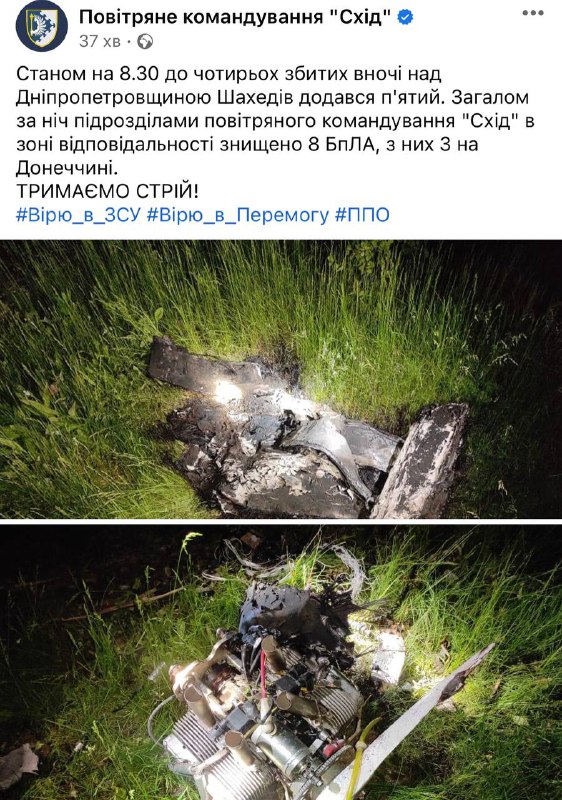 Повітряне командування "Схід"
37 хв ·
Станом на 8.30 до чотирьох збитих вночі над
Дніпропетровщиною Шахедів додався п'ятий. Загалом
за ніч підрозділами повітряного командування "Схід" в
зоні відповідальності знищено 8 БпЛА, з них 3 на
Донеччині.
ТРИМАЄМО СТРІЙ!
#Вірю_в_ЗСУ #Вірю_в_Перемогу #ППО